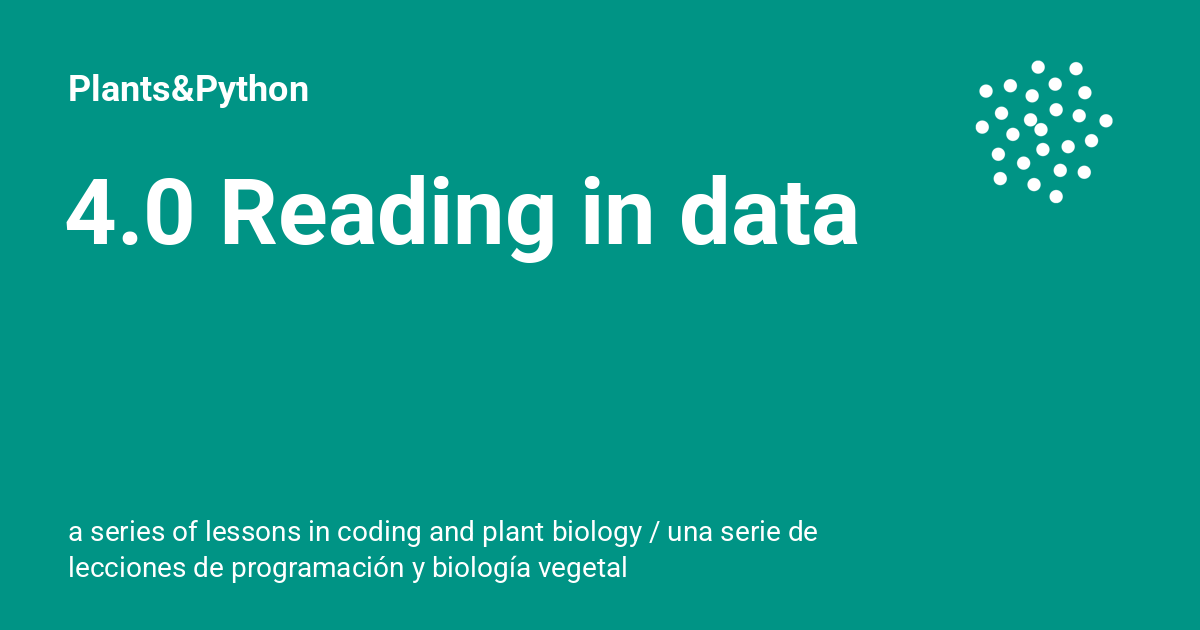 Plants&Python
4.0 Reading in data
a series of lessons in coding and plant biology / una serie de
lecciones de programación y biología vegetal